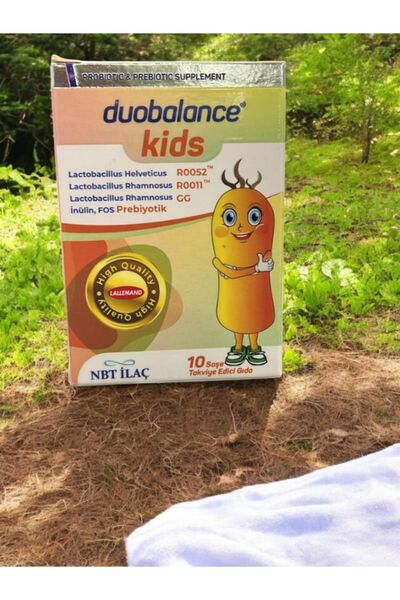 PROBIOTIC & PREBIOTIC SUPPLEMENT
duobalance
kids
Lactobacillus Helveticus R0052™
Lactobacillus Rhamnosus R0011™
Lactobacillus Rhamnosus GG
İnülin, FOS Prebiyotik
High Quality
LALLEMAND
High Quality
NBT İLAÇ
10 Saşe
Takviye Edici Gıda